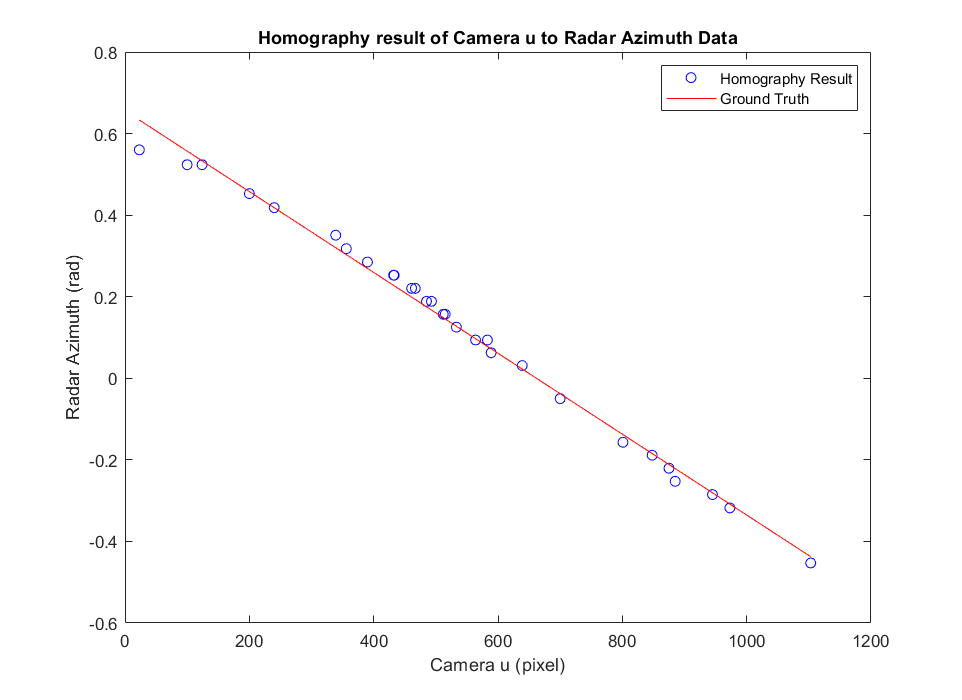 Homography result of Camera u to Radar Azimuth Data
Homography Result
Ground Truth
0.8
0.6
0.4
0.2
0
-0.2
-0.4
-0.6
Radar Azimuth (rad)
0 200 400 600 800 1000 1200
Camera u (pixel)